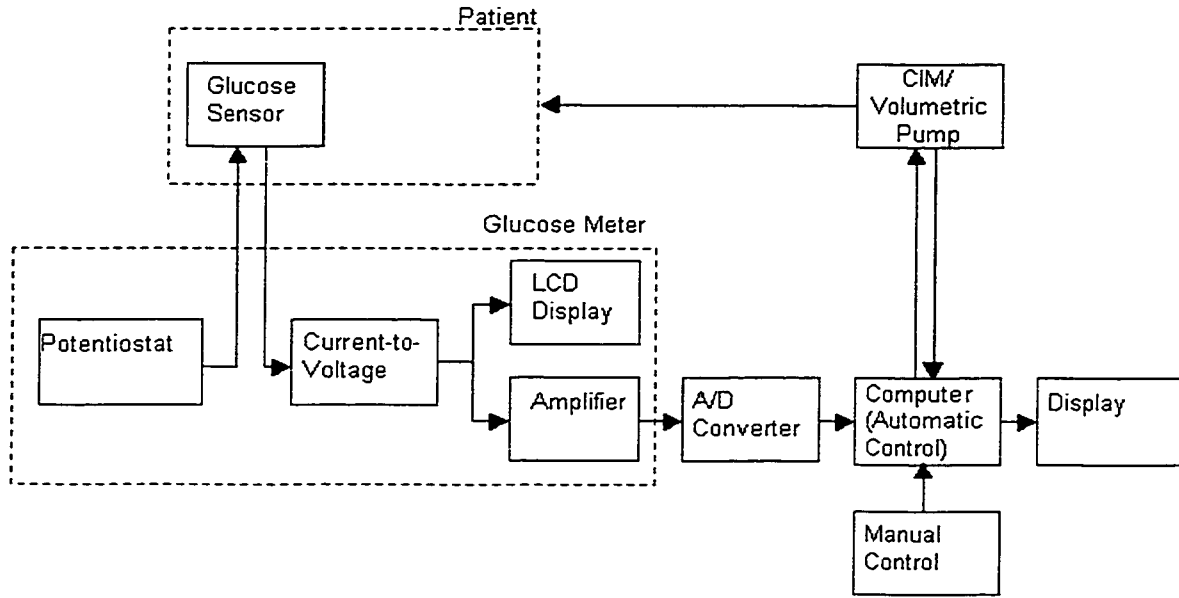 Patient
Glucose
Sensor
CIM/
Volumetric
Pump
Glucose Meter
LCD
Display
Potentiostat
Current-to-
Voltage
Amplifier
A/D
Converter
Computer
(Automatic
Control)
Display
Manual
Control